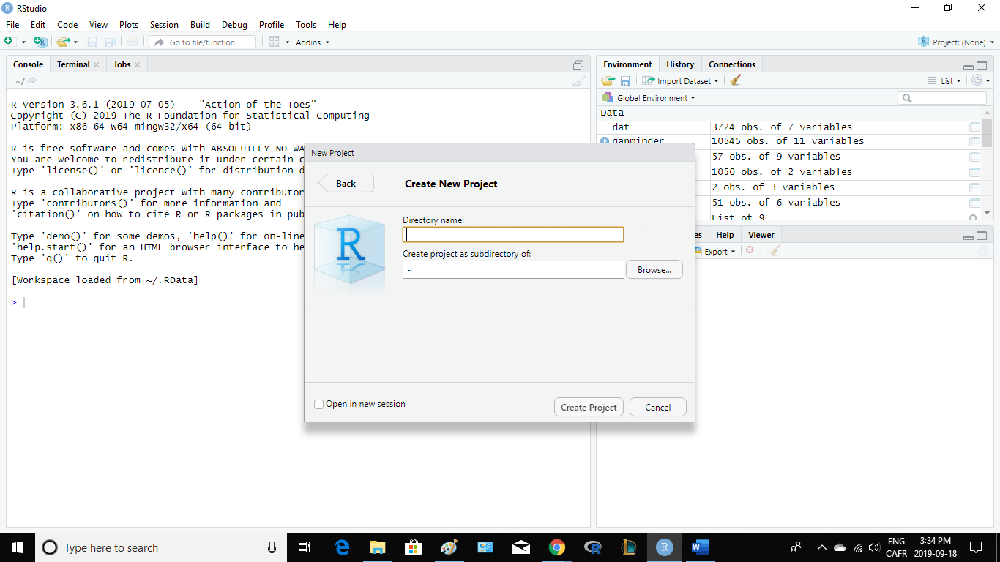 RStudio
File Edit Code View Plots Session Build Debug Profile Tools Help
Go to file/function Addins Project: (None)
Console Terminal Jobs
~/
R version 3.6.1 (2019-07-05) -- "Action of the Toes"
Copyright (C) 2019 The R Foundation for Statistical Computing
Platform: x86_64-w64-mingw32/x64 (64-bit)
R is free software and comes with ABSOLUTELY NO WA
You are welcome to redistribute it under certain c
Type 'license()' or 'licence()' for distribution d
R is a collaborative project with many contributor
Type 'contributors()' for more information and
'citation()' on how to cite R or R packages in pub
Type 'demo()' for some demos, 'help()' for on-line
'help.start()' for an HTML browser interface to he
Type 'q()' to quit R.
[Workspace loaded from ~/.RData]
>
Environment History Connections
Import Dataset List
Global Environment
Data
dat 3724 obs. of 7 variables
gapminder 10545 obs. of 11 variables
57 obs. of 9 variables
1050 obs. of 2 variables
2 obs. of 3 variables
51 obs. of 6 variables
List of 9
es Help Viewer
Export
New Project
Back Create New Project
R
Directory name:
Create project as subdirectory of:
~ Browse...
Open in new session Create Project Cancel
Type here to search
ENG
CAFR
3:34 PM
2019-09-18